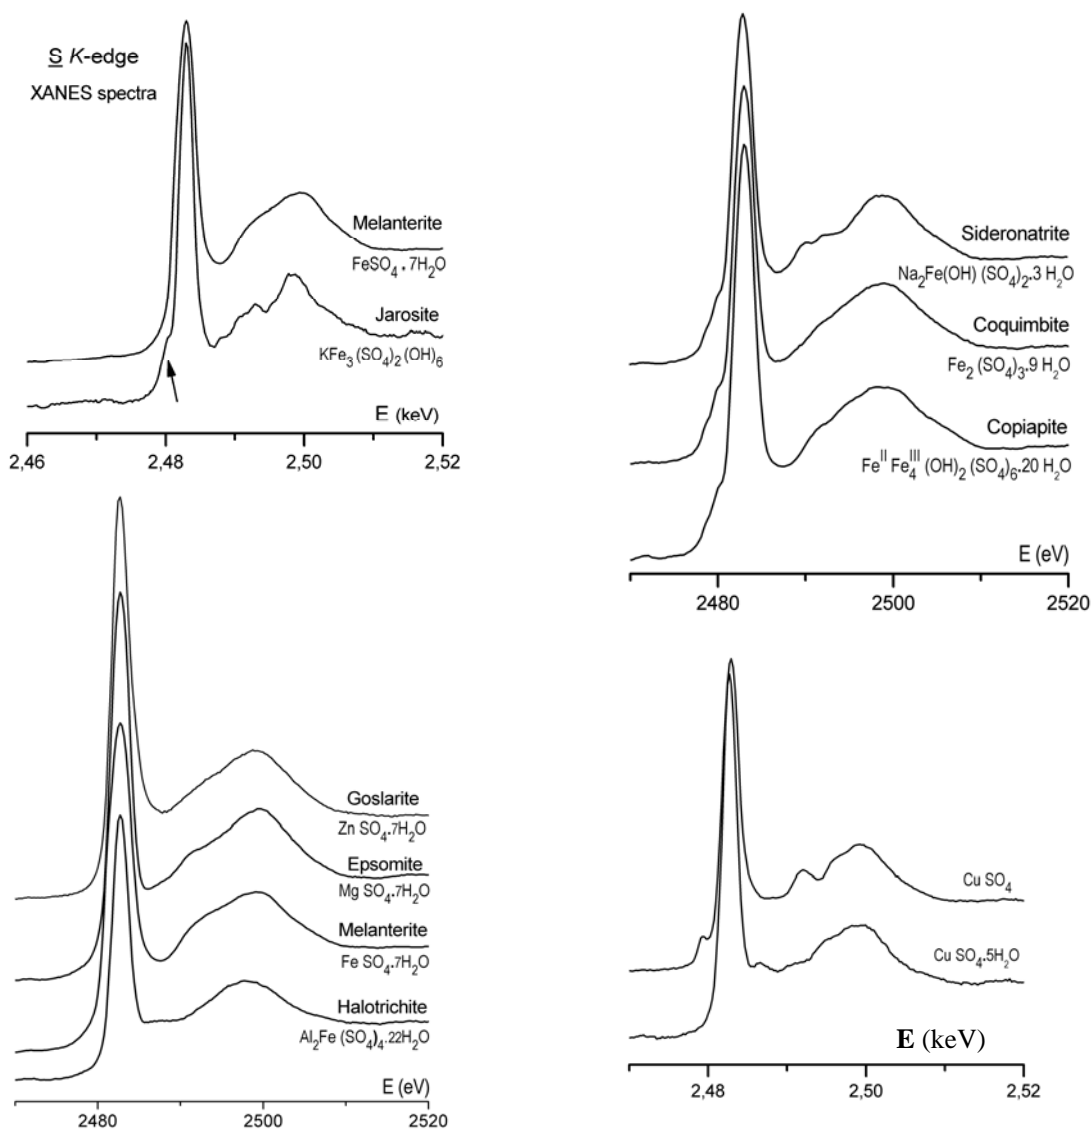 S K-edge
XANES spectra
Melanterite
FeSO4 . 7H2O
Jarosite
KFe3 (SO4)2 (OH)6
E (keV)
2,46 2,48 2,50 2,52
Sideronatrite
Na2Fe(OH) (SO4)2.3 H2O
Coquimbite
Fe2 (SO4)3.9 H2O
Copiapite
Fe^II Fe4^III (OH)2 (SO4)6.20 H2O
E (eV)
2480 2500 2520
Goslarite
Zn SO4.7H2O
Epsomite
Mg SO4.7H2O
Melanterite
Fe SO4.7H2O
Halotrichite
Al2Fe (SO4)4.22H2O
E (eV)
2480 2500 2520
Cu SO4
Cu SO4.5H2O
E (keV)
2,48 2,50 2,52